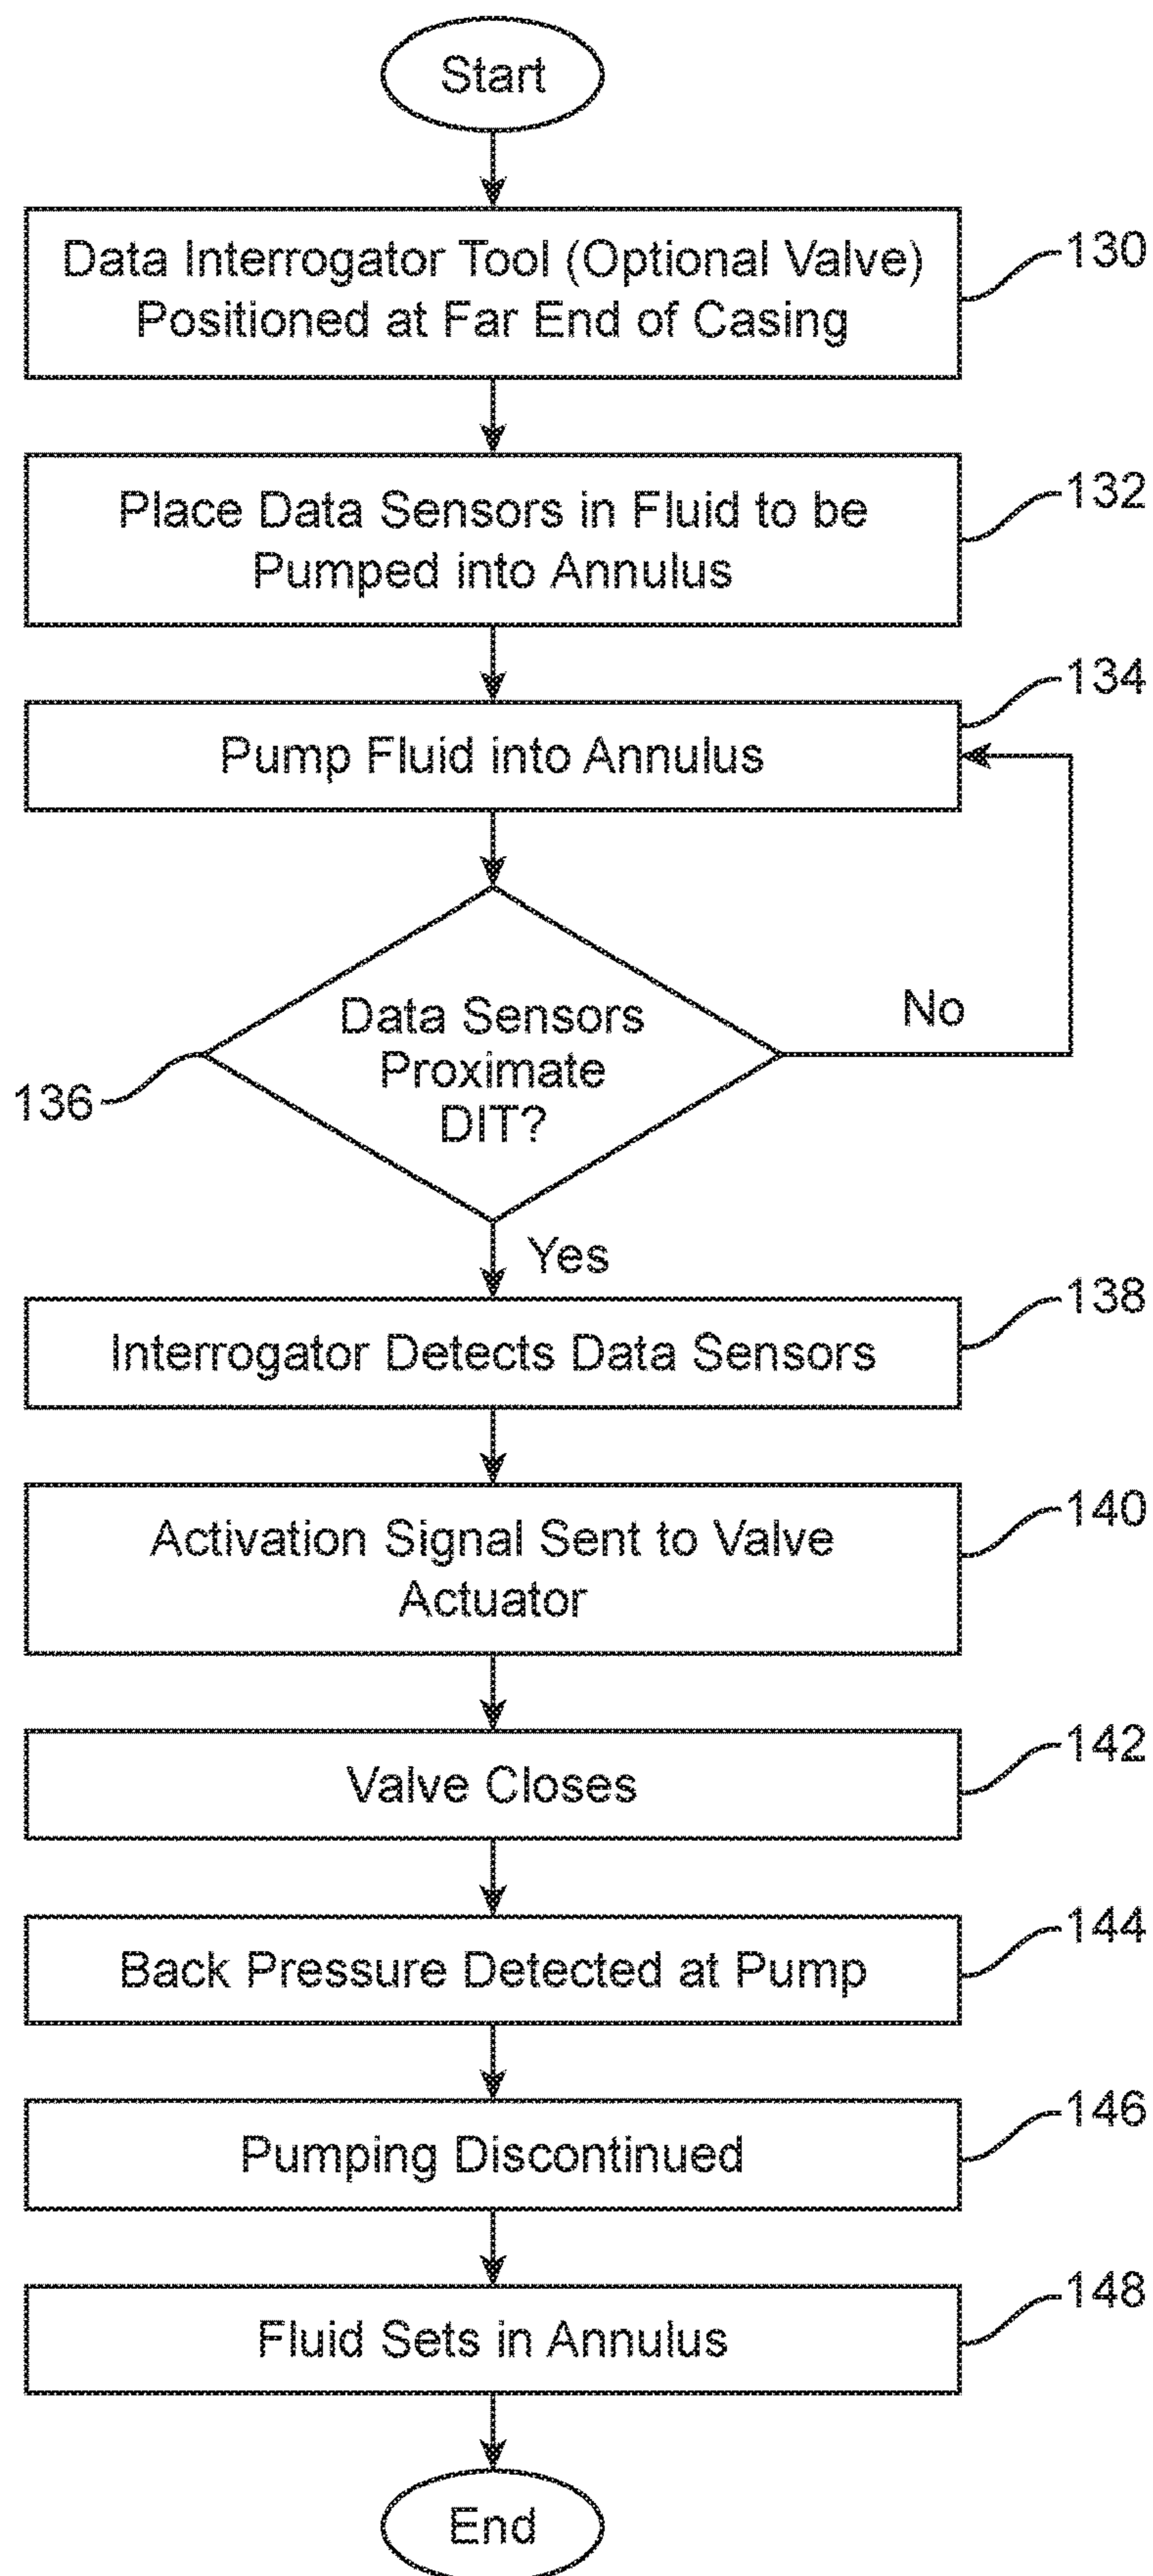 Start
Data Interrogator Tool (Optional Valve)
Positioned at Far End of Casing
130
Place Data Sensors in Fluid to be
Pumped into Annulus
132
134
Pump Fluid into Annulus
Data Sensors
Proximate
DIT?
No
136
Yes
138
Interrogator Detects Data Sensors
Activation Signal Sent to Valve
Actuator
140
142
Valve Closes
144
Back Pressure Detected at Pump
146
Pumping Discontinued
148
Fluid Sets in Annulus
End